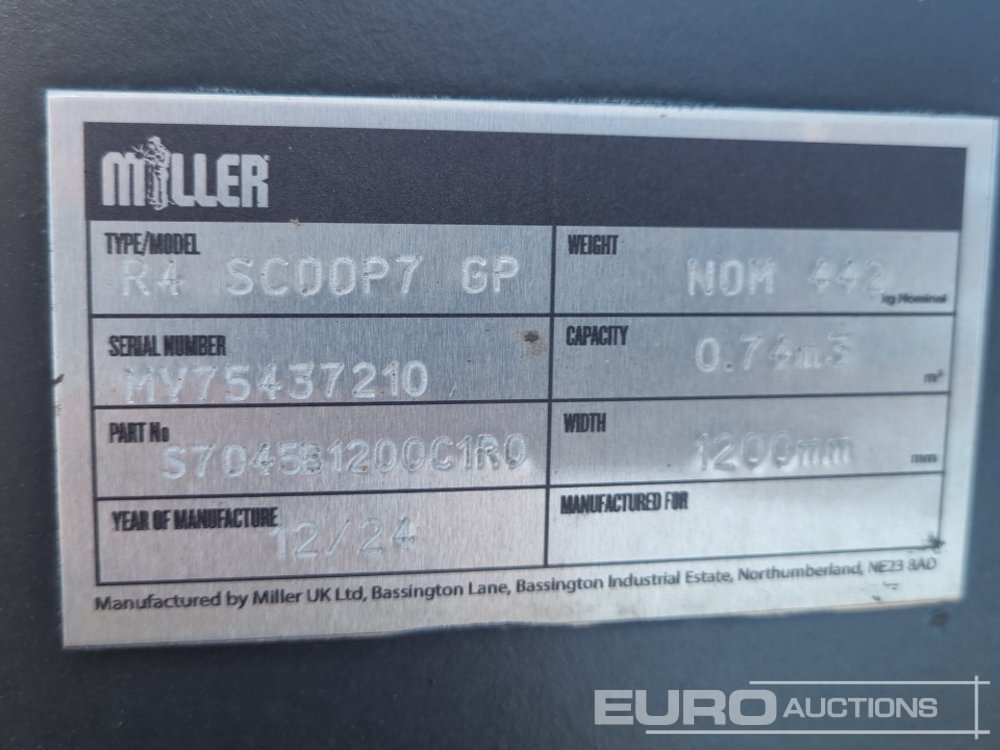 MILLER
TYPE/MODEL
R4 SCOOP7 GP
WEIGHT
NOM 442
kg Nominal
SERIAL NUMBER
MV75437210
CAPACITY
0.74m3
m³
PART No
S7045B1200C1R0
WIDTH
1200mm
mm
YEAR OF MANUFACTURE
12/24
MANUFACTURED FOR
Manufactured by Miller UK Ltd, Bassington Lane, Bassington Industrial Estate, Northumberland, NE23 8AD
EURO AUCTIONS